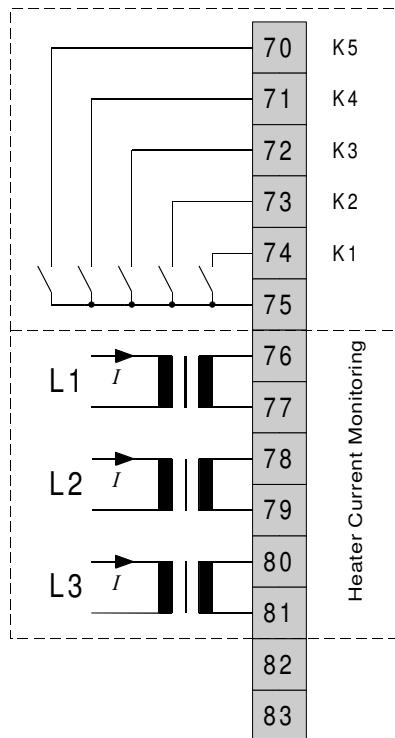 70 K5
71 K4
72 K3
73 K2
74 K1
75
76
L1 I
77
78
L2 I
79
80
L3 I
81
Heater Current Monitoring
82
83